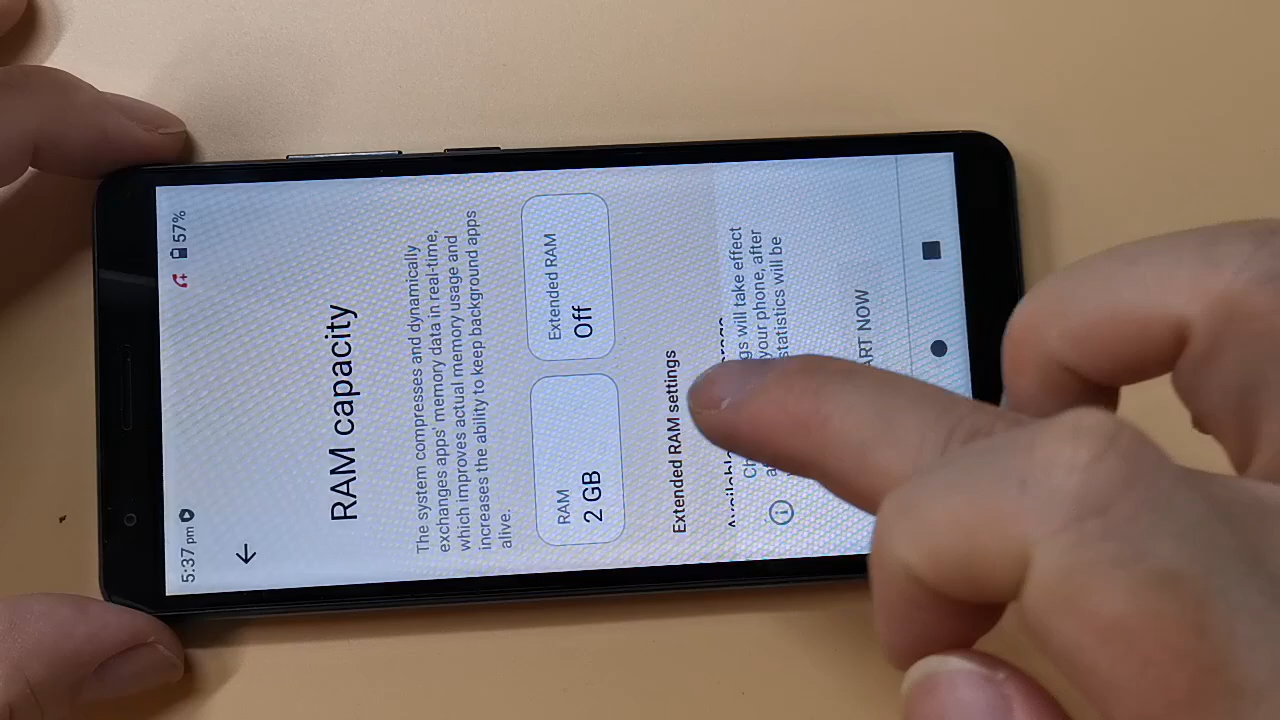 5:37 pm
57%
RAM capacity
The system compresses and dynamically
exchanges apps' memory data in real-time,
which improves actual memory usage and
increases the ability to keep background apps
alive.
RAM
2 GB
Extended RAM
Off
Extended RAM settings
will take effect
your phone, after
statistics will be
NOW